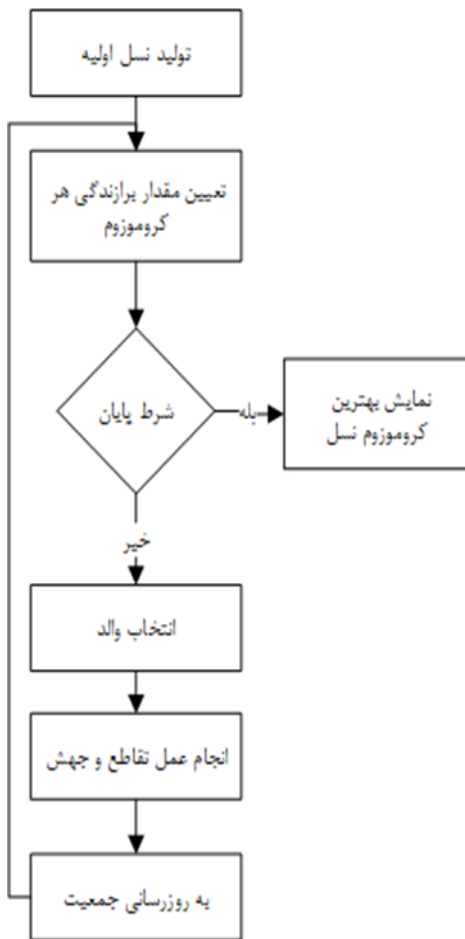 تولید نسل اولیه
تعیین مقدار برازندگی هر
کروموزوم
شرط پایان
بله
نمایش بهترین
کروموزوم نسل
خیر
انتخاب والد
انجام عمل تقاطع و جهش
به روزرسانی جمعیت